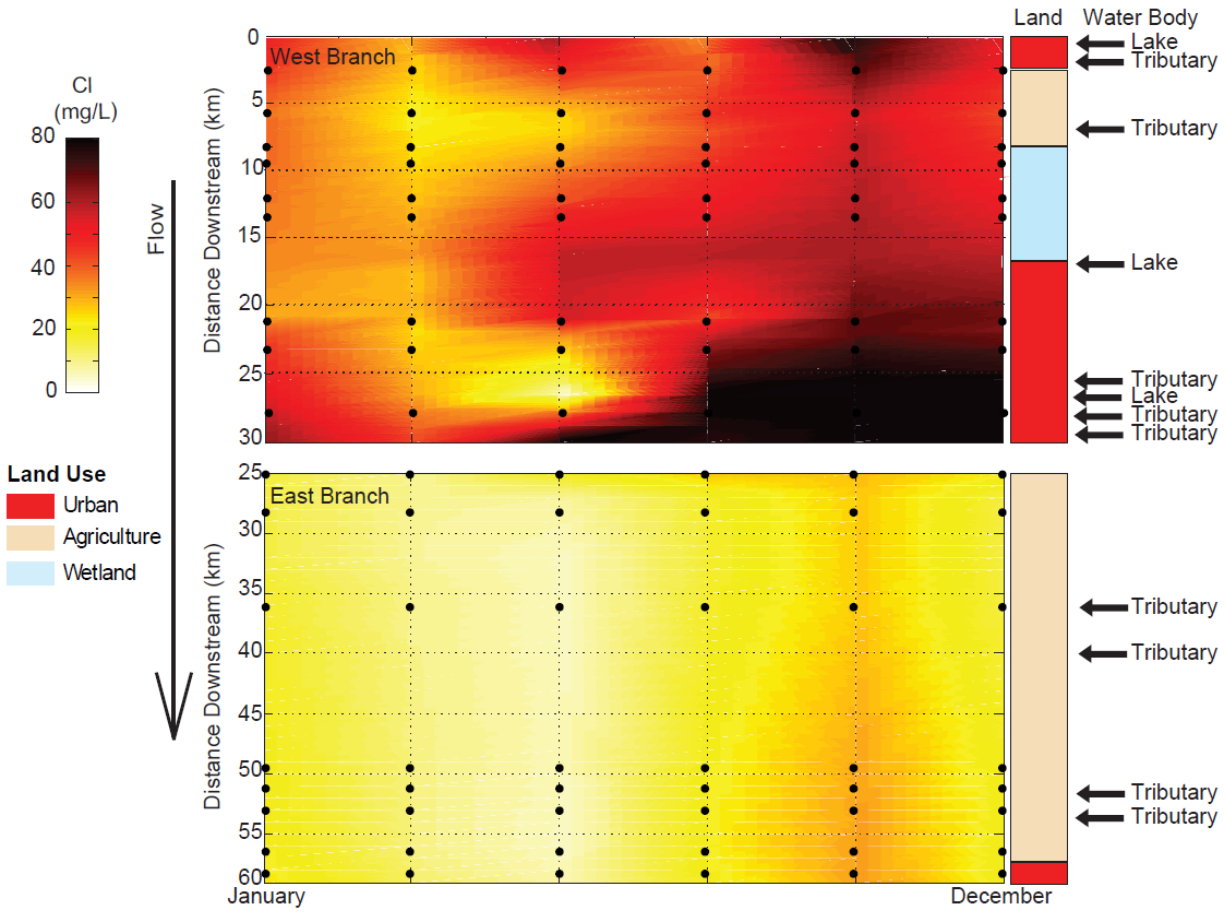 Land Water Body
West Branch
Lake
Tributary
Tributary
Lake
Tributary
Lake
Tributary
Tributary
Cl
(mg/L)
80
60
40
20
0
Flow
Distance Downstream (km)
0
5
10
15
20
25
30
Land Use
Urban
Agriculture
Wetland
East Branch
Distance Downstream (km)
25
30
35
40
45
50
55
60
Tributary
Tributary
Tributary
Tributary
January December